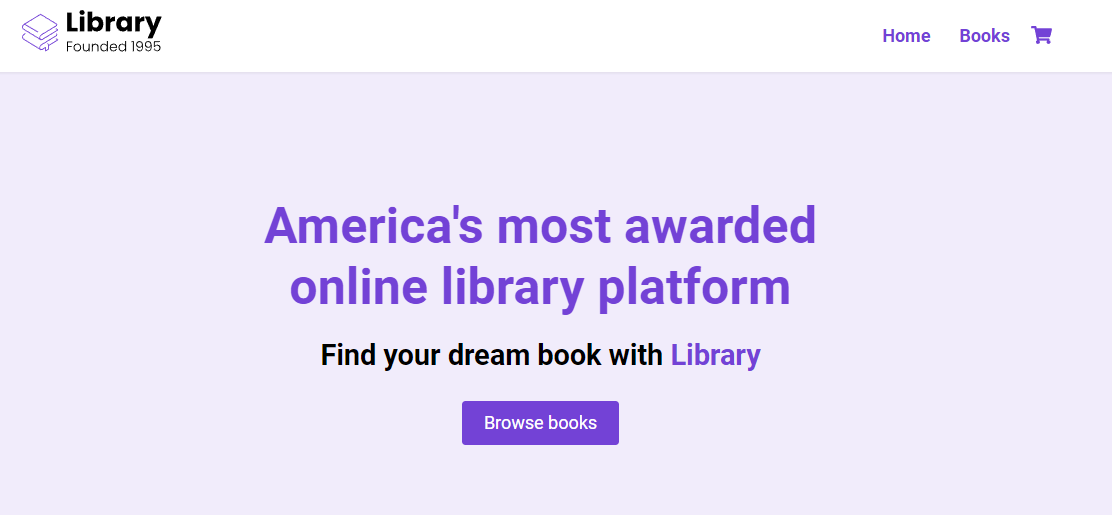 Library
Founded 1995
Home Books
America's most awarded
online library platform
Find your dream book with Library
Browse books